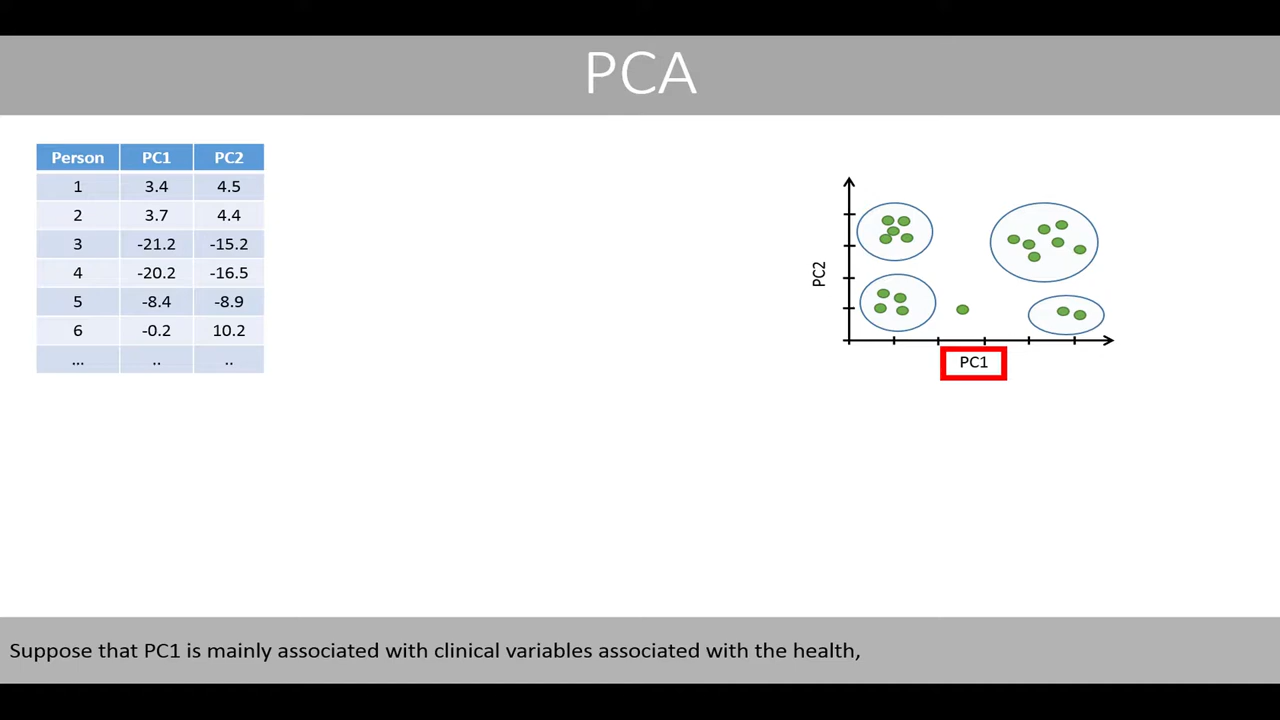 PCA
Person PC1 PC2
1 3.4 4.5
2 3.7 4.4
3 -21.2 -15.2
4 -20.2 -16.5
5 -8.4 -8.9
6 -0.2 10.2
... .. ..
PC2
PC1
Suppose that PC1 is mainly associated with clinical variables associated with the health,